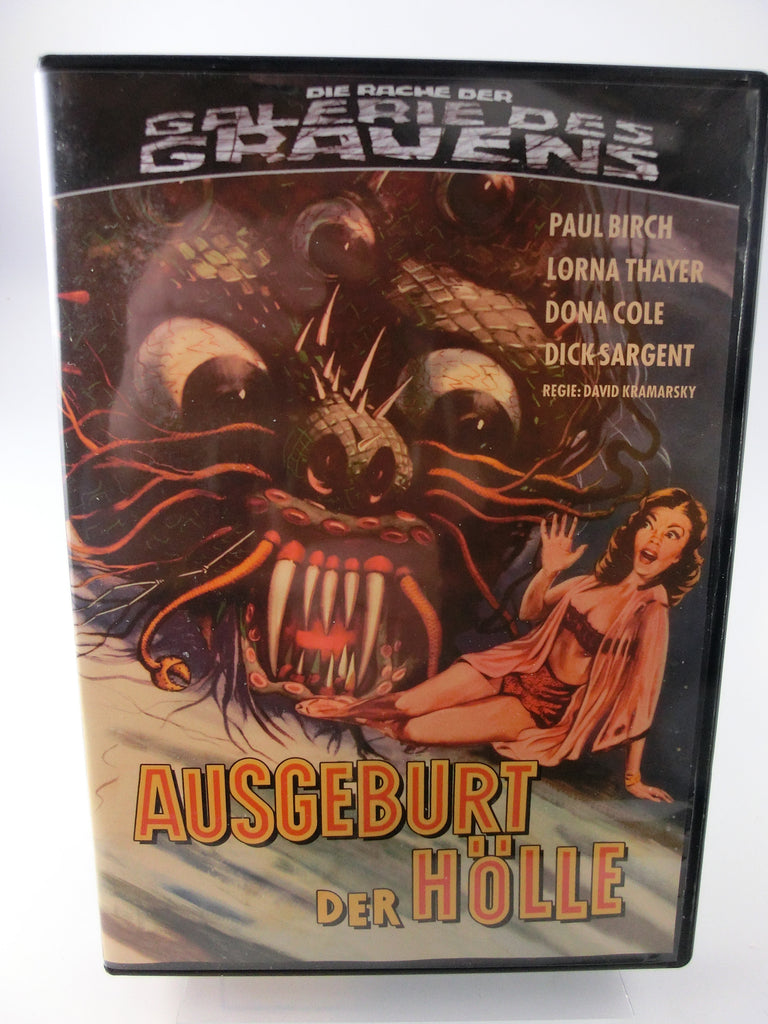 DIE RACHE DER
GALERIE DES
GRAUENS
PAUL BIRCH
LORNA THAYER
DONA COLE
DICK SARGENT
REGIE: DAVID KRAMARSKY
AUSGEBURT
DER HÖLLE